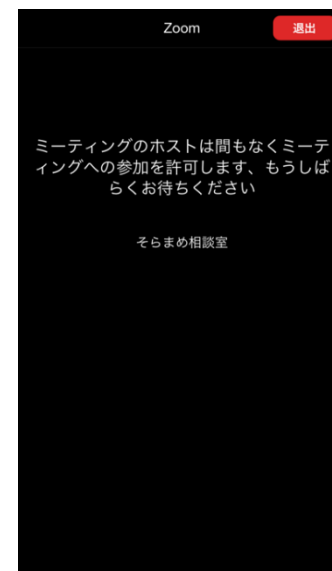 Zoom
退出
ミーティングのホストは間もなくミーテ
ィングへの参加を許可します、もうしば
らくお待ちください
そらまめ相談室